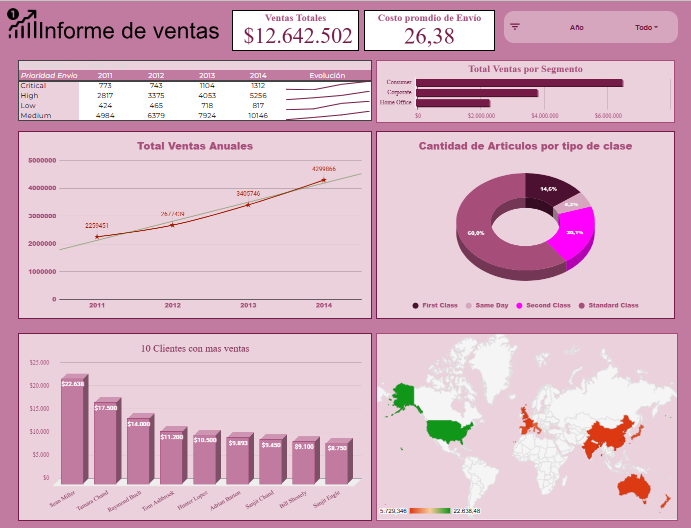 Informe de ventas
Ventas Totales
$12.642.502
Costo promdio de Envío
26,38
Año
Todo
Prioridad Envio 2011 2012 2013 2014 Evolución
Critical 773 743 1104 1312
High 2817 3375 4053 5256
Low 424 465 718 817
Medium 4984 6379 7924 10146
Total Ventas por Segmento
Consumer
Corporate
Home Office
$0 $2.000.000 $4.000.000 $6.000.000
Total Ventas Anuales
5000000
4000000
3000000
2000000
1000000
0
2259451
2677439
3405746
4299866
2011 2012 2013 2014
Cantidad de Articulos por tipo de clase
14,6%
5,3%
20,1%
60,0%
First Class Same Day Second Class Standard Class
10 Clientes con mas ventas
$25.000
$20.000
$15.000
$10.000
$5.000
$0
$22.638
$17.500
$14.000
$11.200
$10.500
$9.893
$9.450
$9.100
$8.750
Sean Miller
Tamara Chand
Raymond Buch
Tom Ashbrook
Hunter Lopez
Adrian Barton
Sanjit Chand
Bill Shonely
Sanjit Engle
5.729,346 22.638,48